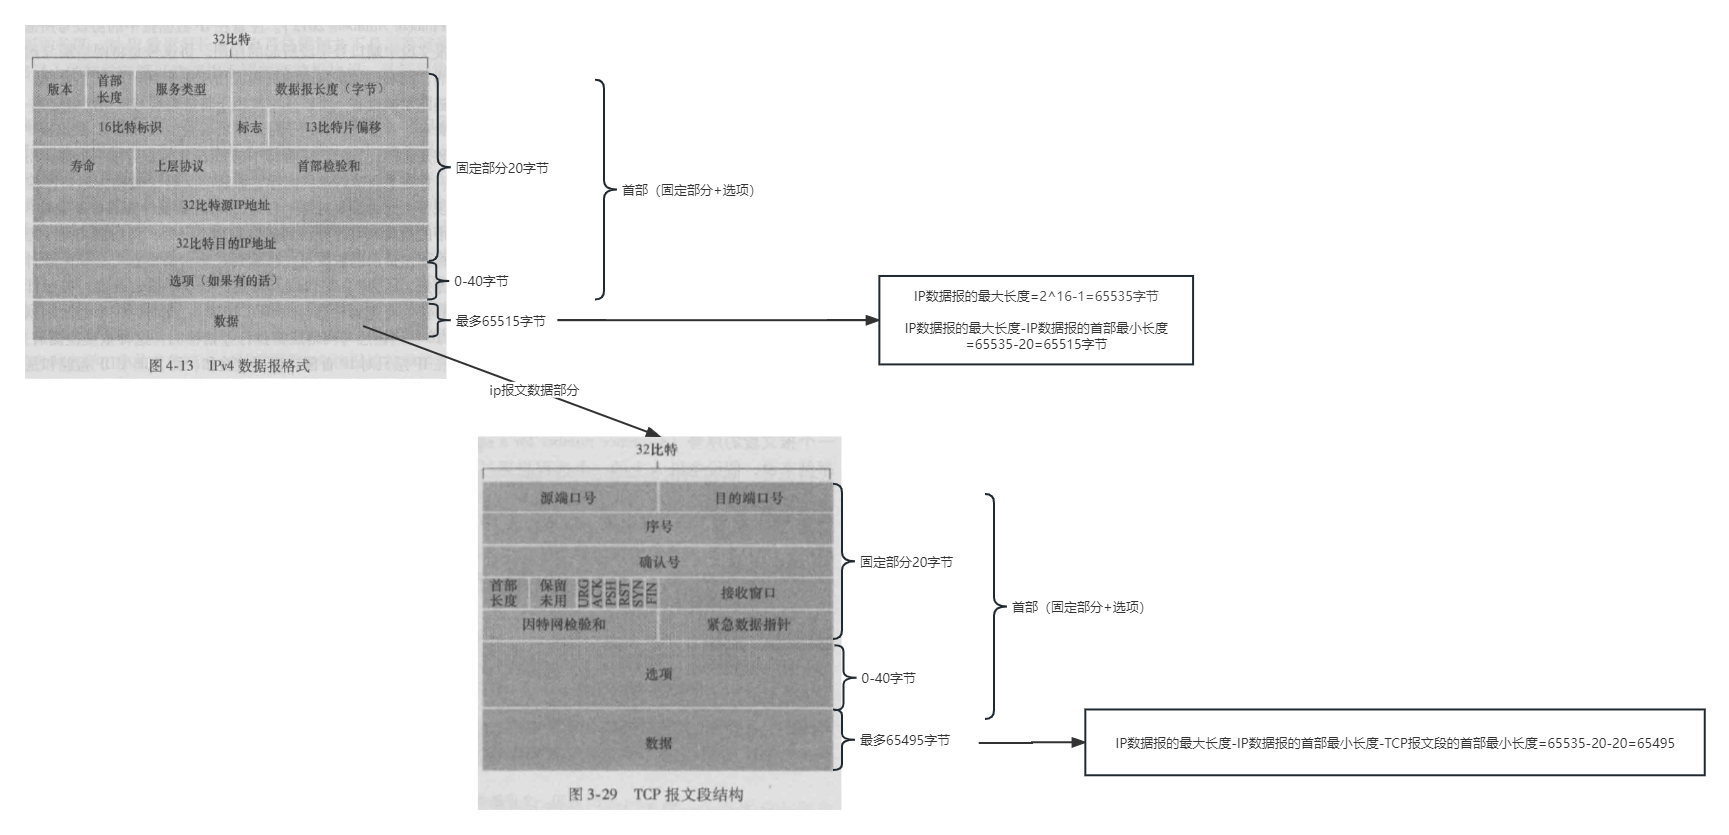 32比特
版本
首部
长度
服务类型
数据报长度（字节）
16比特标识
标志
13比特片偏移
寿命
上层协议
首部检验和
32比特源IP地址
32比特目的IP地址
选项（如果有的话）
数据
图 4-13 IPv4 数据报格式
固定部分20字节
0-40字节
最多65515字节
首部（固定部分+选项）
IP数据报的最大长度=2^16-1=65535字节
IP数据报的最大长度-IP数据报的首部最小长度
=65535-20=65515字节
ip报文数据部分
32比特
源端口号
目的端口号
序号
确认号
首部
长度
保留
未用
URG
ACK
PSH
RST
SYN
FIN
接收窗口
因特网检验和
紧急数据指针
选项
数据
图 3-29 TCP 报文段结构
固定部分20字节
0-40字节
最多65495字节
首部（固定部分+选项）
IP数据报的最大长度-IP数据报的首部最小长度-TCP报文段的首部最小长度=65535-20-20=65495